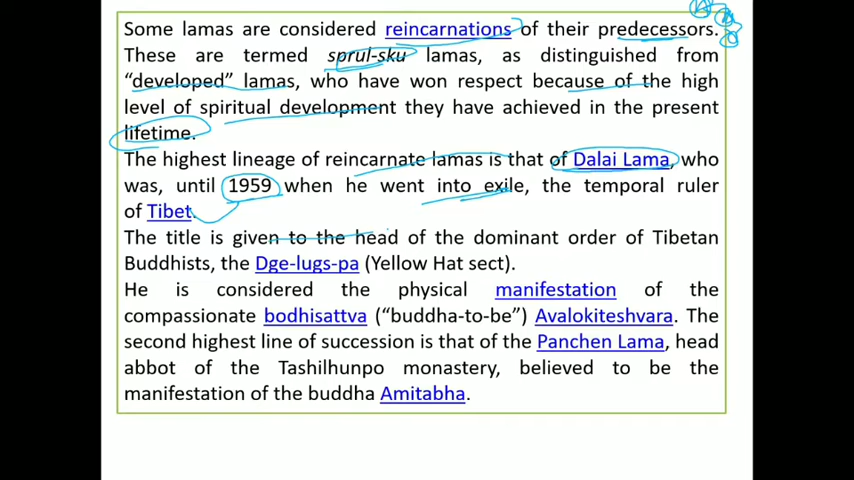 Some lamas are considered reincarnations of their predecessors.
These are termed sprul-sku lamas, as distinguished from
“developed” lamas, who have won respect because of the high
level of spiritual development they have achieved in the present
lifetime.
The highest lineage of reincarnate lamas is that of Dalai Lama, who
was, until 1959 when he went into exile, the temporal ruler
of Tibet.
The title is given to the head of the dominant order of Tibetan
Buddhists, the Dge-lugs-pa (Yellow Hat sect).
He is considered the physical manifestation of the
compassionate bodhisattva (“buddha-to-be”) Avalokiteshvara. The
second highest line of succession is that of the Panchen Lama, head
abbot of the Tashilhunpo monastery, believed to be the
manifestation of the buddha Amitabha.